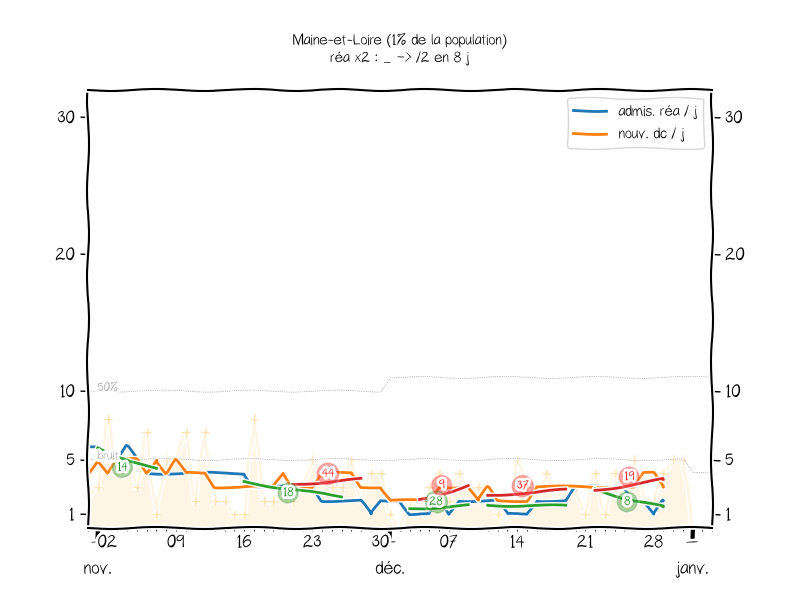 Maine-et-Loire (1% de la population)
réa x2 : _ -> /2 en 8 j
admis. réa / j
nouv. dc / j
30
30
20
20
10
10
50%
5
5
bruit
1
1
14
18
44
9
28
37
19
8
02 09 16 23 30 07 14 21 28
nov. déc. janv.